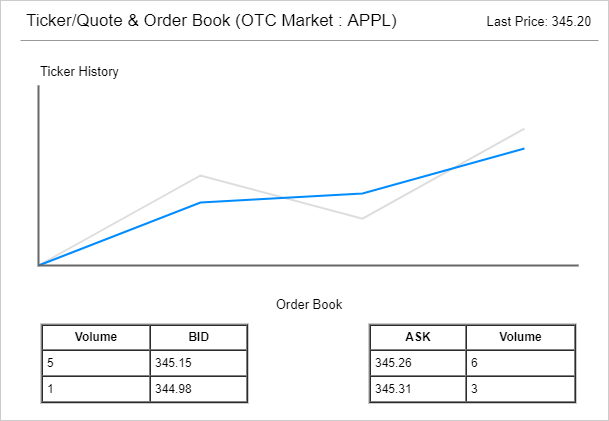 Ticker/Quote & Order Book (OTC Market : APPL) Last Price: 345.20
Ticker History
Order Book
Volume BID ASK Volume
5 345.15 345.26 6
1 344.98 345.31 3